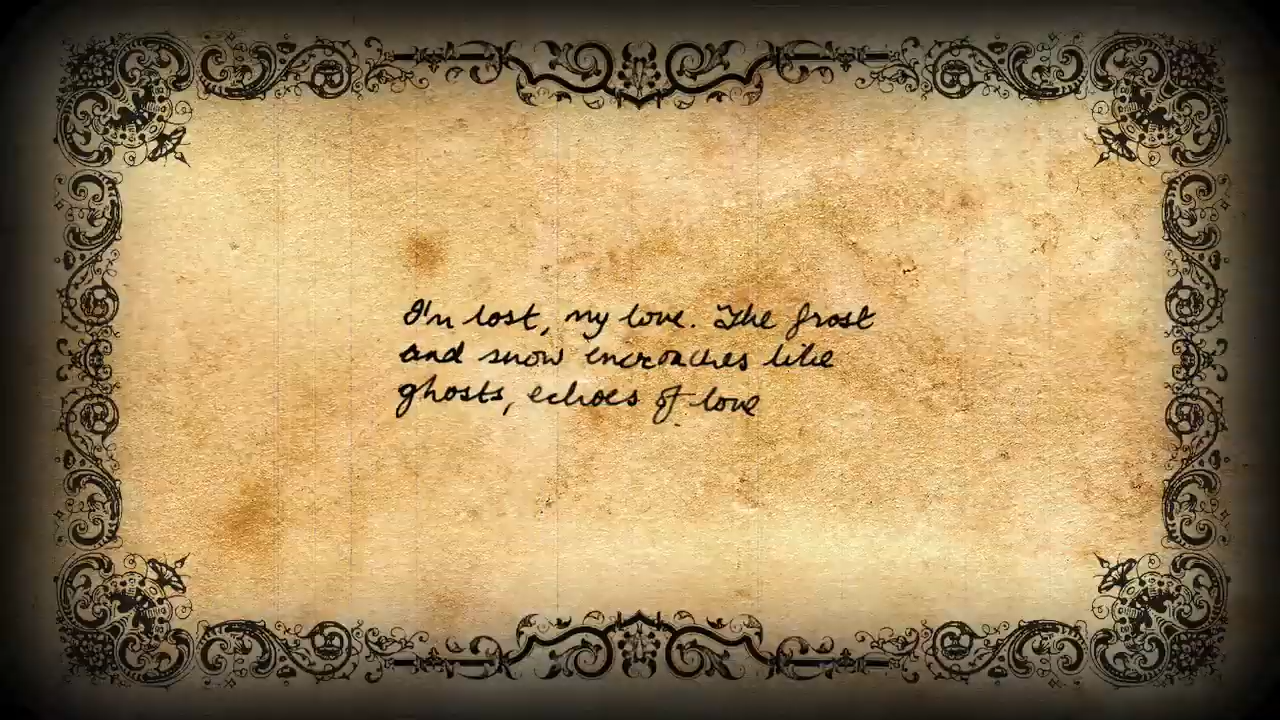 I'm lost, my love. The frost
and snow encroaches like
ghosts, echoes of love